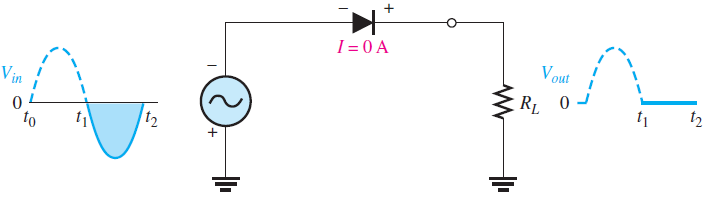 − +
I = 0 A
V_in
0
t_0 t_1 t_2
−
+
R_L
V_out
0
t_1 t_2